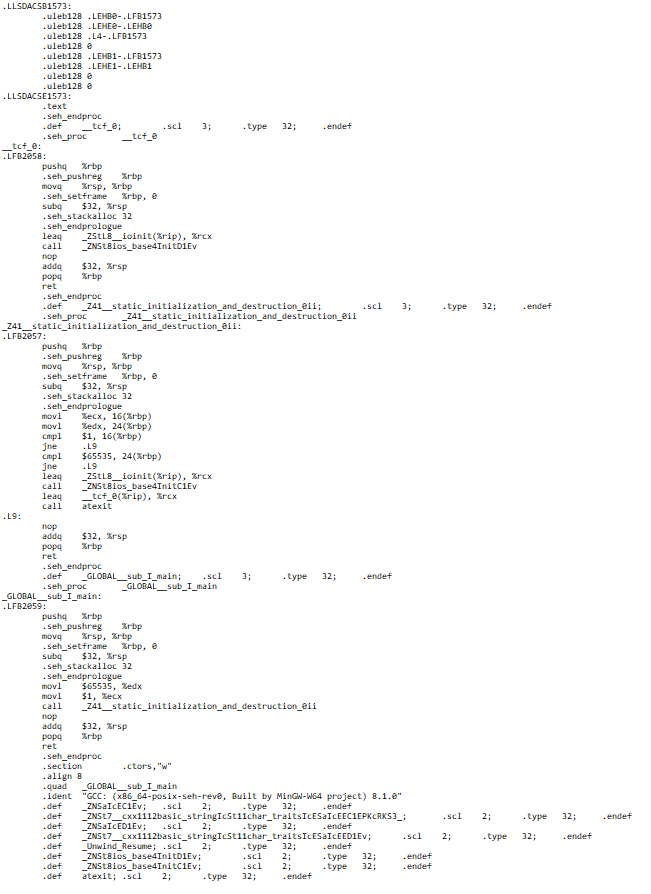 .LLSDACSB1573:
.uleb128 .LEHB0-.LFB1573
.uleb128 .LEHE0-.LEHB0
.uleb128 .L4-.LFB1573
.uleb128 0
.uleb128 .LEHB1-.LFB1573
.uleb128 .LEHE1-.LEHB1
.uleb128 0
.uleb128 0
.LLSDACSE1573:
.text
.seh_endproc
.def __tcf_0; .scl 3; .type 32; .endef
.seh_proc __tcf_0
__tcf_0:
.LFB2058:
pushq %rbp
.seh_pushreg %rbp
movq %rsp, %rbp
.seh_setframe %rbp, 0
subq $32, %rsp
.seh_stackalloc 32
.seh_endprologue
leaq _ZStL8__ioinit(%rip), %rcx
call _ZNSt8ios_base4InitD1Ev
nop
addq $32, %rsp
popq %rbp
ret
.seh_endproc
.def _Z41__static_initialization_and_destruction_0ii; .scl 3; .type 32; .endef
.seh_proc _Z41__static_initialization_and_destruction_0ii
_Z41__static_initialization_and_destruction_0ii:
.LFB2057:
pushq %rbp
.seh_pushreg %rbp
movq %rsp, %rbp
.seh_setframe %rbp, 0
subq $32, %rsp
.seh_stackalloc 32
.seh_endprologue
movl %ecx, 16(%rbp)
movl %edx, 24(%rbp)
cmpl $1, 16(%rbp)
jne .L9
cmpl $65535, 24(%rbp)
jne .L9
leaq _ZStL8__ioinit(%rip), %rcx
call _ZNSt8ios_base4InitC1Ev
leaq __tcf_0(%rip), %rcx
call atexit
.L9:
nop
addq $32, %rsp
popq %rbp
ret
.seh_endproc
.def _GLOBAL__sub_I_main; .scl 3; .type 32; .endef
.seh_proc _GLOBAL__sub_I_main
_GLOBAL__sub_I_main:
.LFB2059:
pushq %rbp
.seh_pushreg %rbp
movq %rsp, %rbp
.seh_setframe %rbp, 0
subq $32, %rsp
.seh_stackalloc 32
.seh_endprologue
movl $65535, %edx
movl $1, %ecx
call _Z41__static_initialization_and_destruction_0ii
nop
addq $32, %rsp
popq %rbp
ret
.seh_endproc
.section .ctors,"w"
.align 8
.quad _GLOBAL__sub_I_main
.ident "GCC: (x86_64-posix-seh-rev0, Built by MinGW-W64 project) 8.1.0"
.def _ZNSaIcEC1Ev; .scl 2; .type 32; .endef
.def _ZNSt7__cxx1112basic_stringIcSt11char_traitsIcESaIcEEC1EPKcRKS3_; .scl 2; .type 32; .endef
.def _ZNSaIcED1Ev; .scl 2; .type 32; .endef
.def _ZNSt7__cxx1112basic_stringIcSt11char_traitsIcESaIcEED1Ev; .scl 2; .type 32; .endef
.def _Unwind_Resume; .scl 2; .type 32; .endef
.def _ZNSt8ios_base4InitD1Ev; .scl 2; .type 32; .endef
.def _ZNSt8ios_base4InitC1Ev; .scl 2; .type 32; .endef
.def atexit; .scl 2; .type 32; .endef